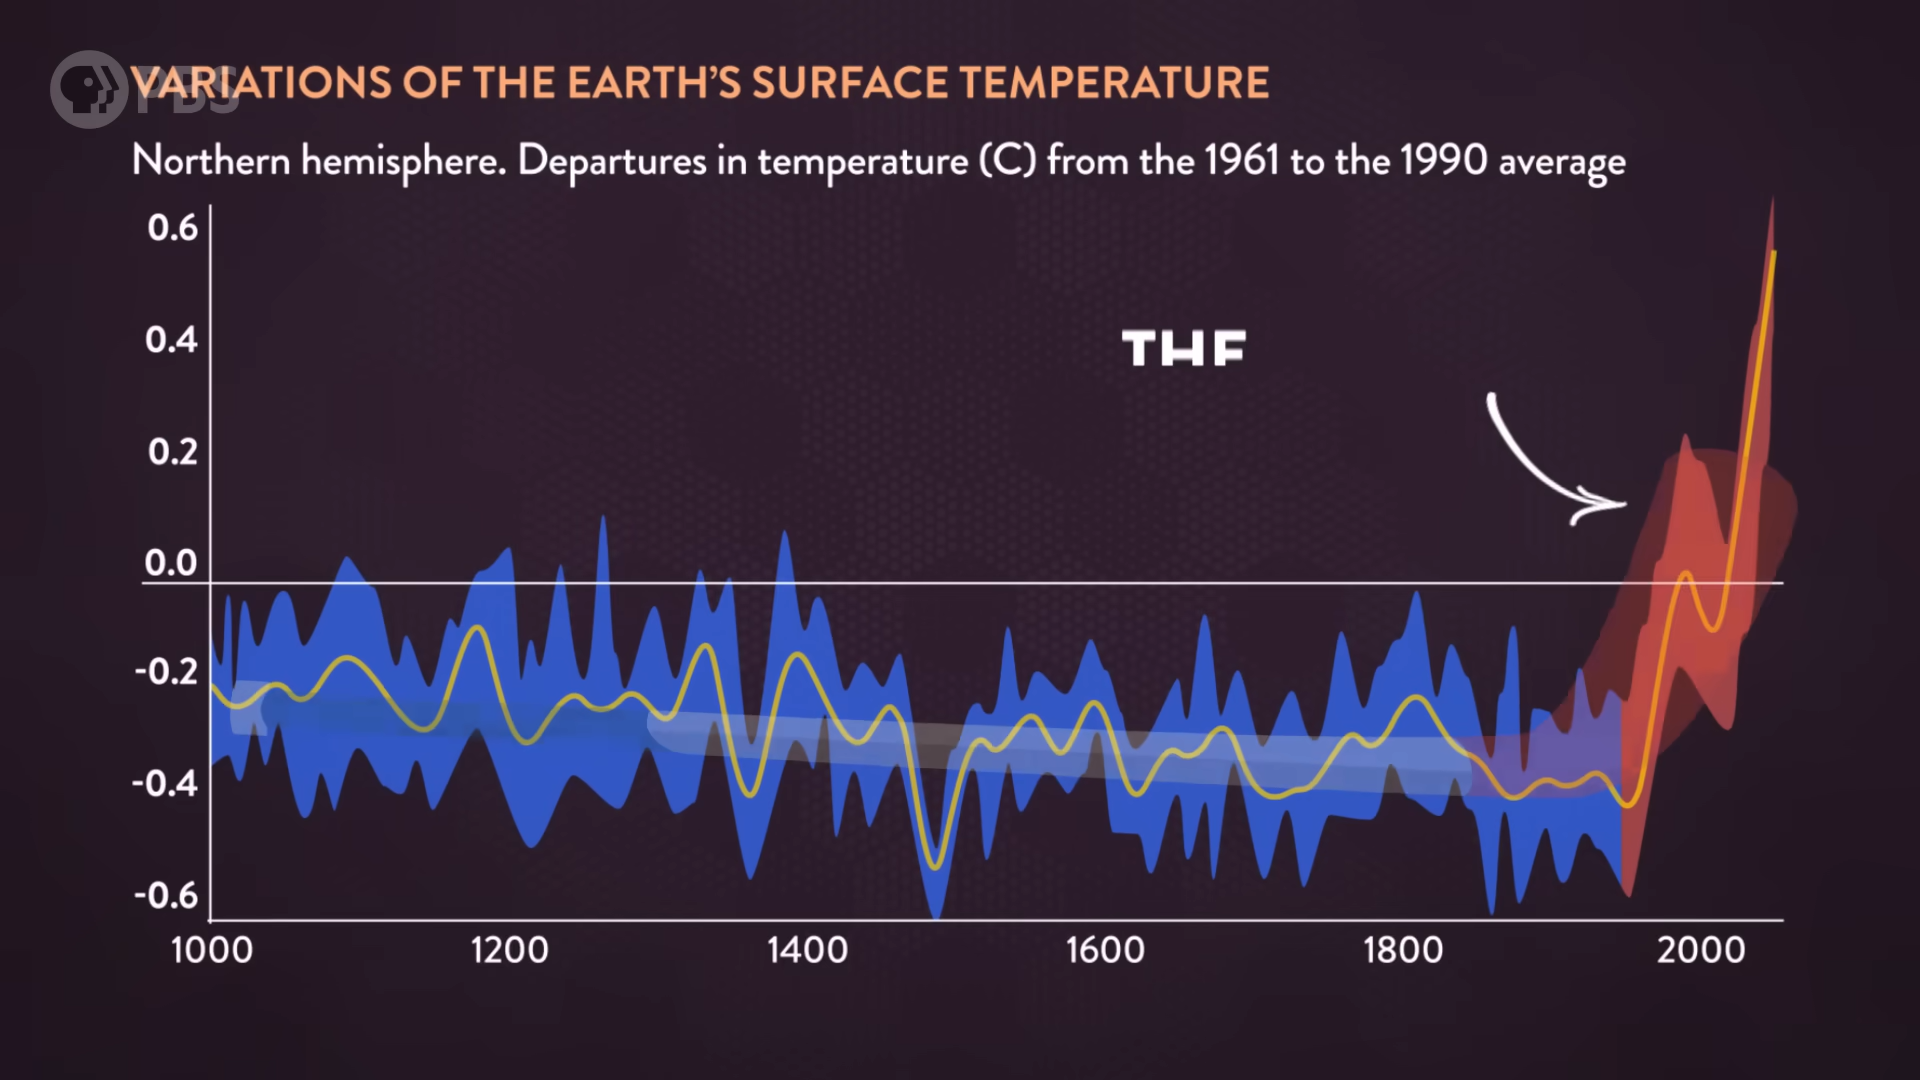 PBS
VARIATIONS OF THE EARTH'S SURFACE TEMPERATURE
Northern hemisphere. Departures in temperature (C) from the 1961 to the 1990 average
0.6
0.4
0.2
0.0
-0.2
-0.4
-0.6
1000 1200 1400 1600 1800 2000